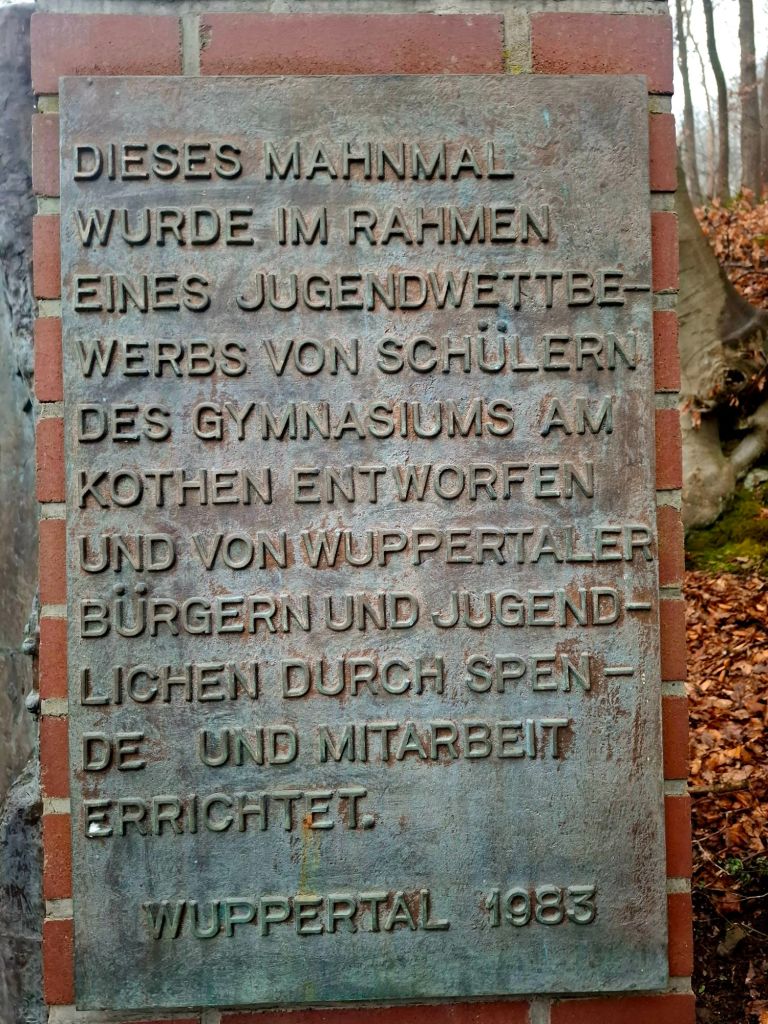 DIESES MAHNMAL
WURDE IM RAHMEN
EINES JUGENDWETTBE-
WERBS VON SCHÜLERN
DES GYMNASIUMS AM
KOTHEN ENTWORFEN
UND VON WUPPERTALER
BÜRGERN UND JUGEND-
LICHEN DURCH SPEN-
DE UND MITARBEIT
ERRICHTET.
WUPPERTAL 1983